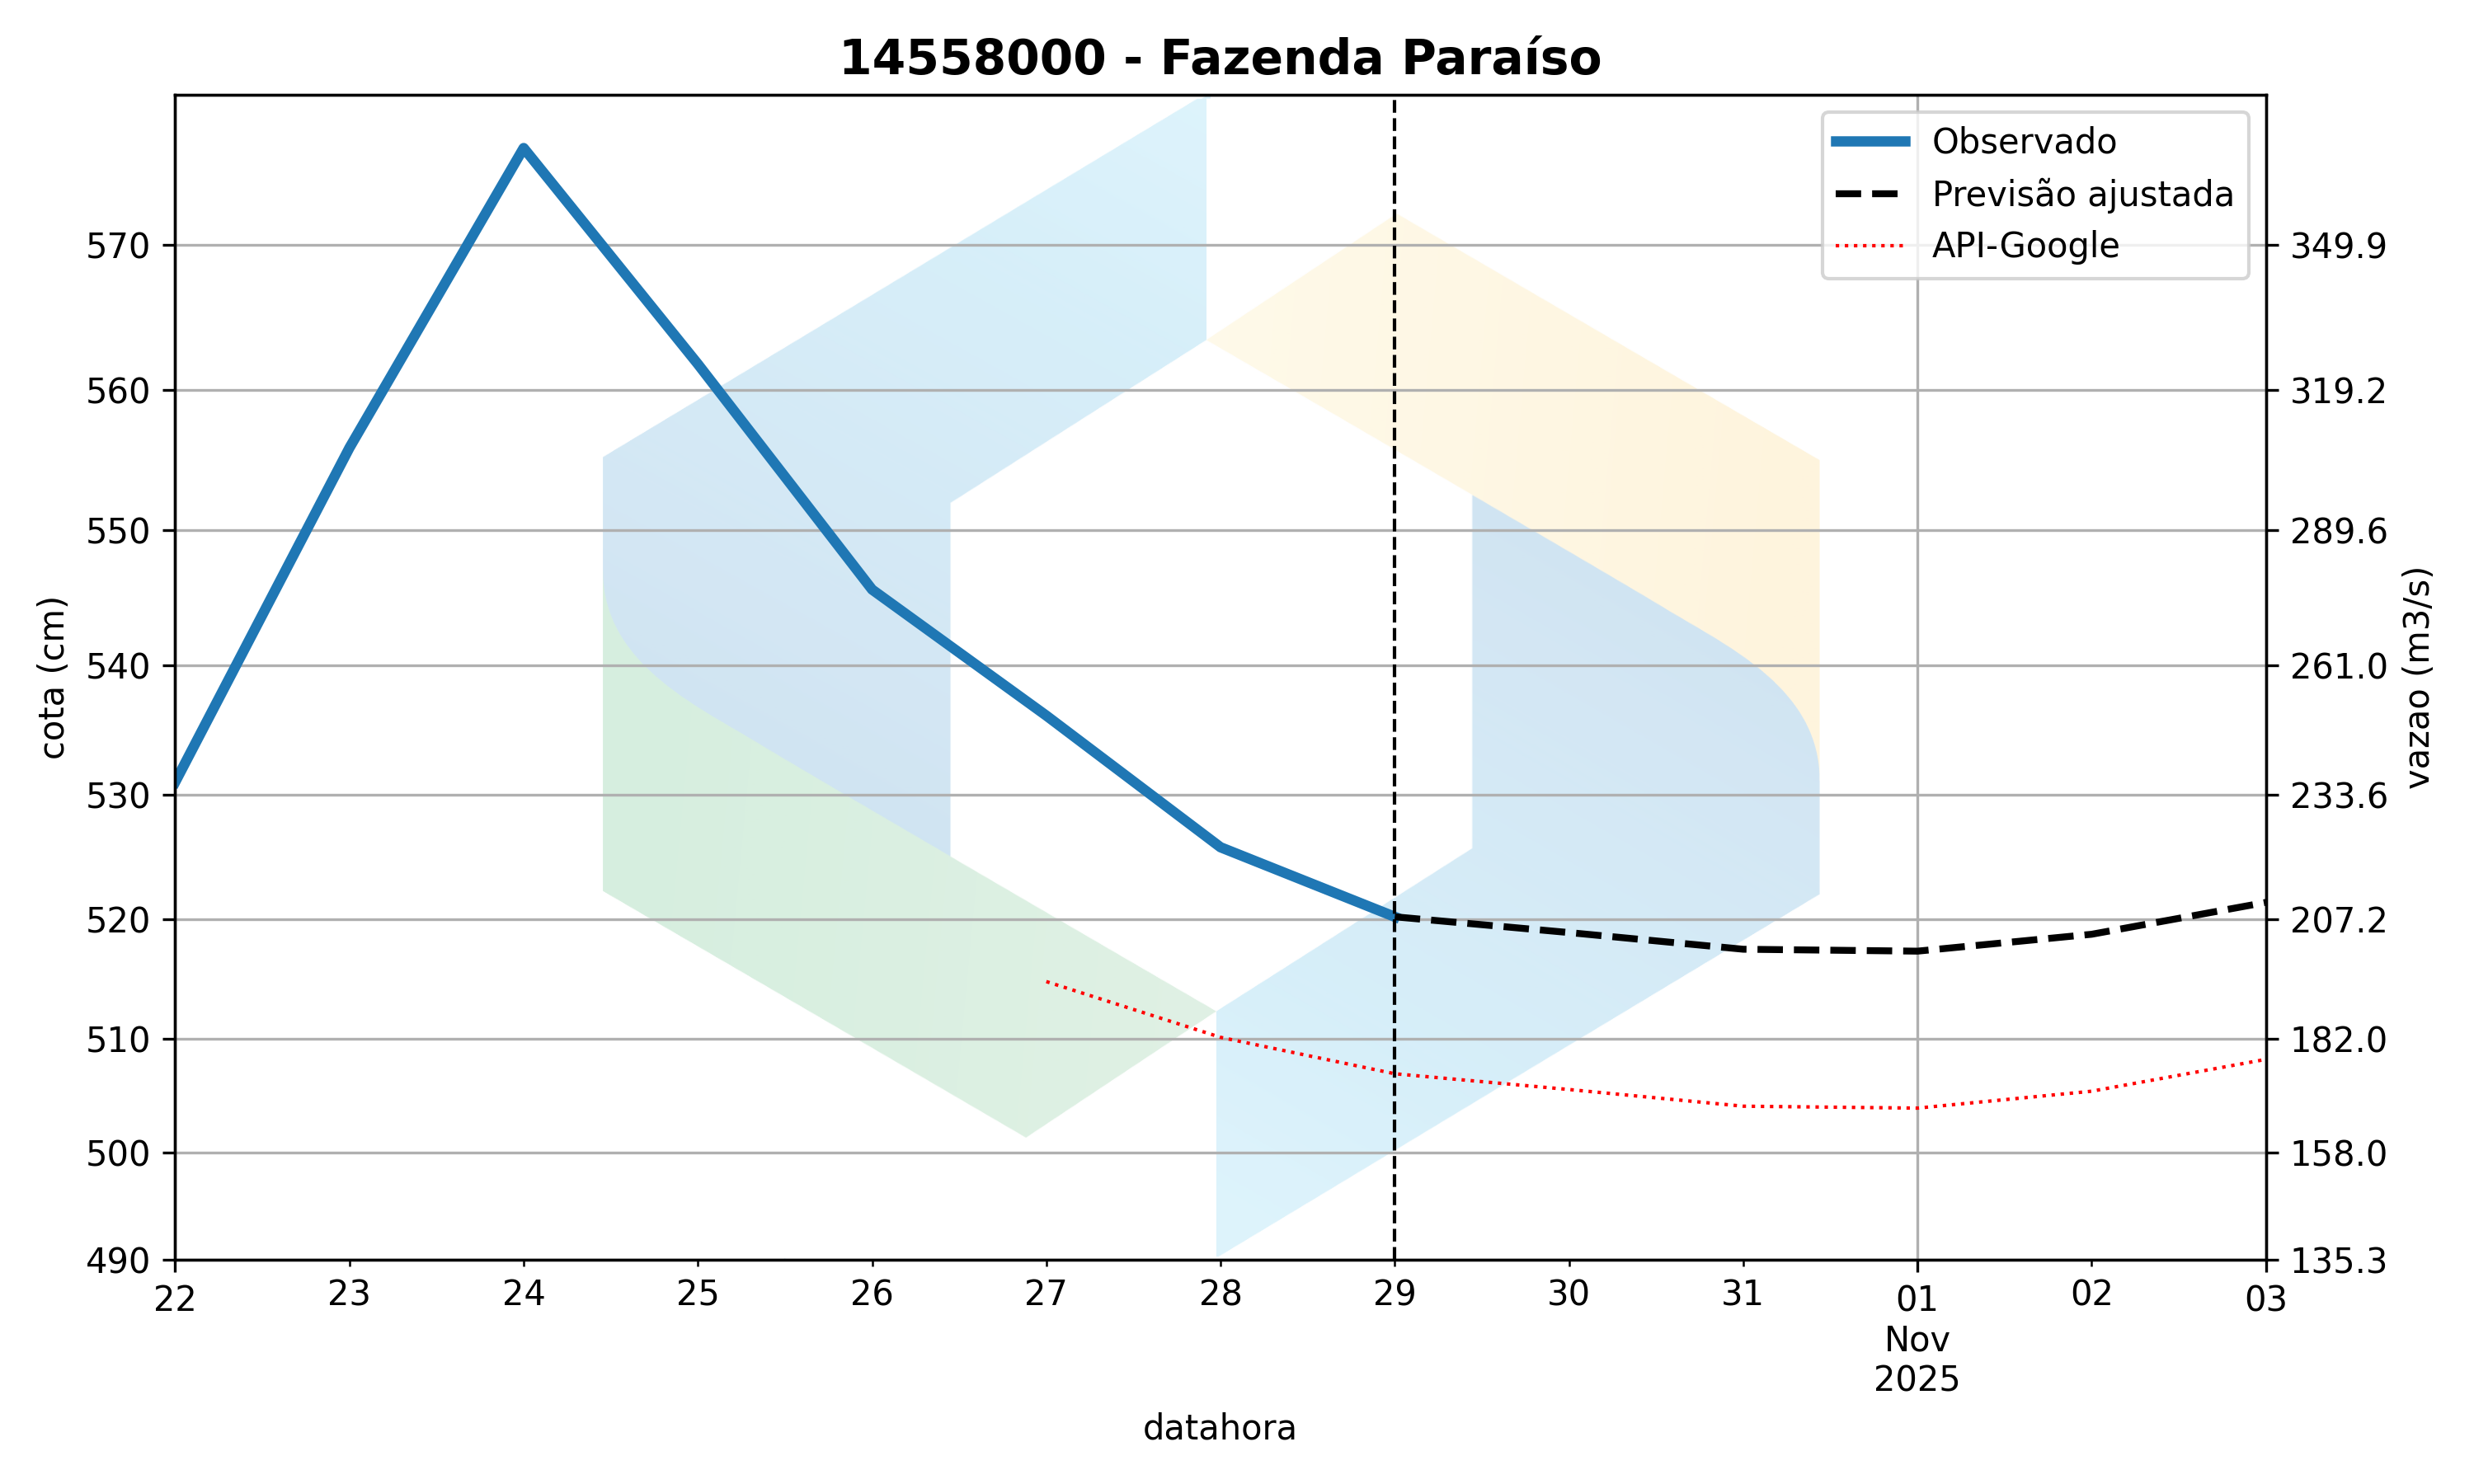 14558000 - Fazenda Paraíso
Observado
Previsão ajustada
API-Google
cota (cm)
570
560
550
540
530
520
510
500
490
349.9
319.2
289.6
261.0
233.6
207.2
182.0
158.0
135.3
vazao (m3/s)
22 23 24 25 26 27 28 29 30 31 01 02 03
Nov
2025
datahora